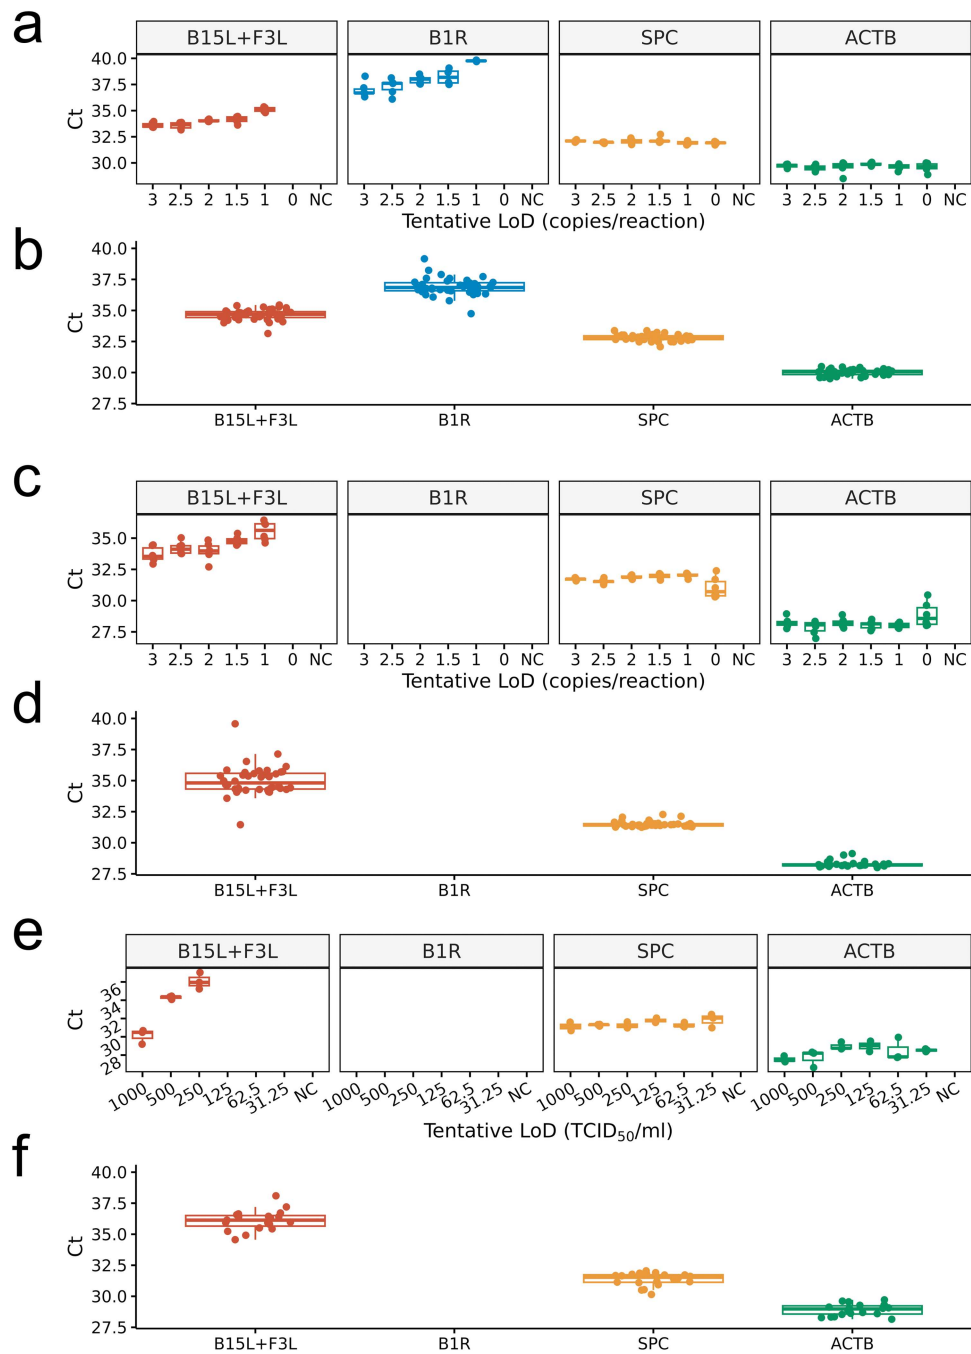 a
B15L+F3L B1R SPC ACTB
40.0
37.5
35.0
32.5
30.0
Ct
3 2.5 2 1.5 1 0 NC 3 2.5 2 1.5 1 0 NC 3 2.5 2 1.5 1 0 NC 3 2.5 2 1.5 1 0 NC
Tentative LoD (copies/reaction)
b
40.0
37.5
35.0
32.5
30.0
27.5
Ct
B15L+F3L B1R SPC ACTB
c
B15L+F3L B1R SPC ACTB
35.0
32.5
30.0
27.5
Ct
3 2.5 2 1.5 1 0 NC 3 2.5 2 1.5 1 0 NC 3 2.5 2 1.5 1 0 NC 3 2.5 2 1.5 1 0 NC
Tentative LoD (copies/reaction)
d
40.0
37.5
35.0
32.5
30.0
27.5
Ct
B15L+F3L B1R SPC ACTB
e
B15L+F3L B1R SPC ACTB
36
34
32
30
28
Ct
1000 500 250 125 62.5 31.25 NC 1000 500 250 125 62.5 31.25 NC 1000 500 250 125 62.5 31.25 NC 1000 500 250 125 62.5 31.25 NC
Tentative LoD (TCID₅₀/ml)
f
40.0
37.5
35.0
32.5
30.0
27.5
Ct
B15L+F3L B1R SPC ACTB